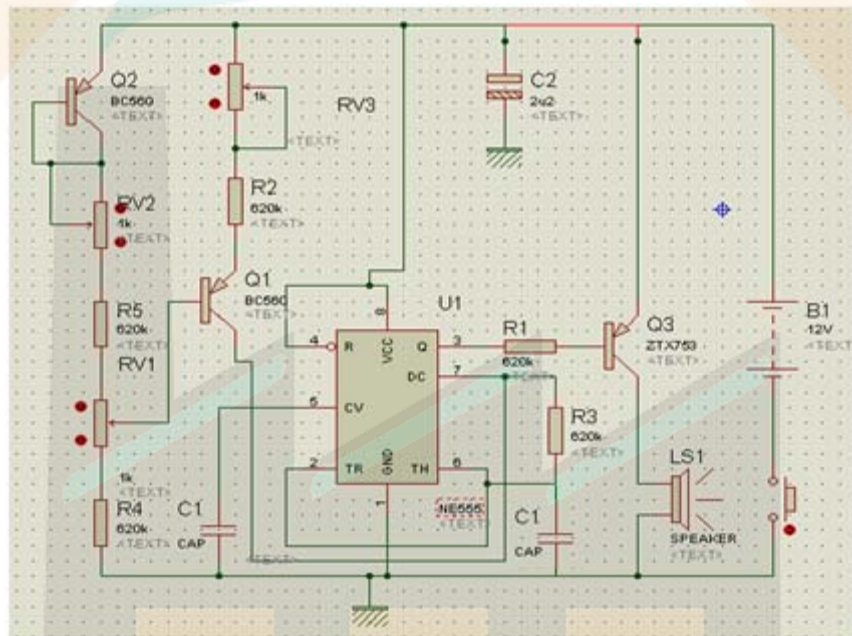 Q2
BC560
<TEXT>
1k
<TEXT>
RV3
C2
2u2
<TEXT>
RV2
1k
<TEXT>
R2
620k
<TEXT>
Q1
BC560
<TEXT>
R5
620k
<TEXT>
RV1
U1
8
VCC
4
R
Q
3
R1
620k
<TEXT>
Q3
ZTX753
<TEXT>
B1
12V
<TEXT>
DC
7
5
CV
R3
620k
<TEXT>
2
TR
GND
TH
6
1
1k
<TEXT>
R4
620k
<TEXT>
C1
CAP
<TEXT>
NE555
<TEXT>
C1
CAP
LS1
SPEAKER
<TEXT>